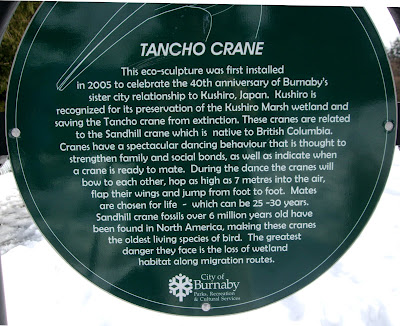 TANCHO CRANE
This eco-sculpture was first installed
in 2005 to celebrate the 40th anniversary of Burnaby's
sister city relationship to Kushiro, Japan. Kushiro is
recognized for its preservation of the Kushiro Marsh wetland and
saving the Tancho crane from extinction. These cranes are related
to the Sandhill crane which is native to British Columbia.
Cranes have a spectacular dancing behaviour that is thought to
strengthen family and social bonds, as well as indicate when
a crane is ready to mate. During the dance the cranes will
bow to each other, hop as high as 7 metres into the air,
flap their wings and jump from foot to foot. Mates
are chosen for life - which can be 25 -30 years.
Sandhill crane fossils over 6 million years old have
been found in North America, making these cranes
the oldest living species of bird. The greatest
danger they face is the loss of wetland
habitat along migration routes.
City of
Burnaby
Parks, Recreation
& Cultural Services